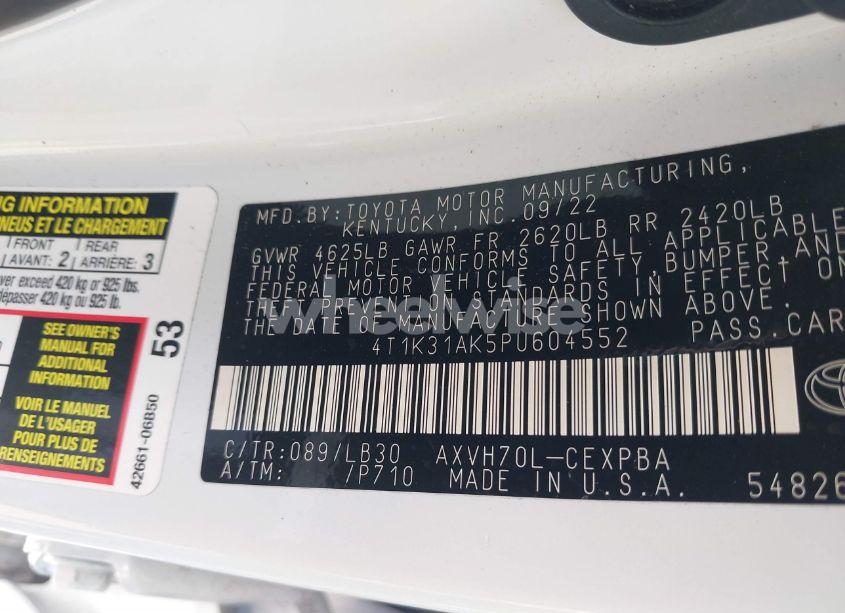 NG INFORMATION
NEUS ET LE CHARGEMENT
FRONT REAR
AVANT: 2 ARRIÈRE: 3
ver exceed 420 kg or 925 lbs.
dépasser 420 kg ou 925 lb.
SEE OWNER'S
MANUAL FOR
ADDITIONAL
INFORMATION
VOIR LE MANUEL
DE L'USAGER
POUR PLUS DE
RENSEIGNEMENTS
53
42661-06B50
MFD.BY:TOYOTA MOTOR MANUFACTURING,
KENTUCKY, INC.09/22
GVWR 4625LB GAWR FR 2620LB RR 2420LB
THIS VEHICLE CONFORMS TO ALL APPLICABLE
FEDERAL MOTOR VEHICLE SAFETY,BUMPER,AND
THEFT PREVENTION STANDARDS IN EFFECT ON
THE DATE OF MANUFACTURE SHOWN ABOVE.
4T1K31AK5PU604552 PASS.CAR
C/TR:089/LB30 AXVH70L-CEXPBA
A/TM: /P710 MADE IN U.S.A. 54826
wheelwise